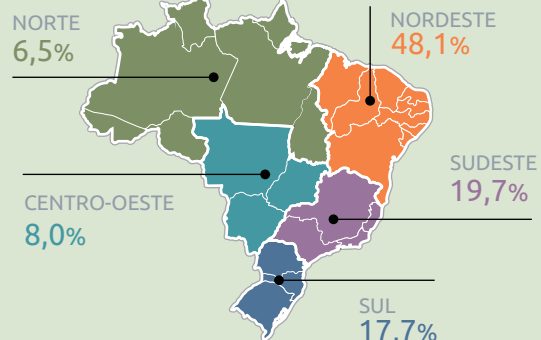 NORTE
6,5%
NORDESTE
48,1%
SUDESTE
19,7%
CENTRO-OESTE
8,0%
SUL
17,7%